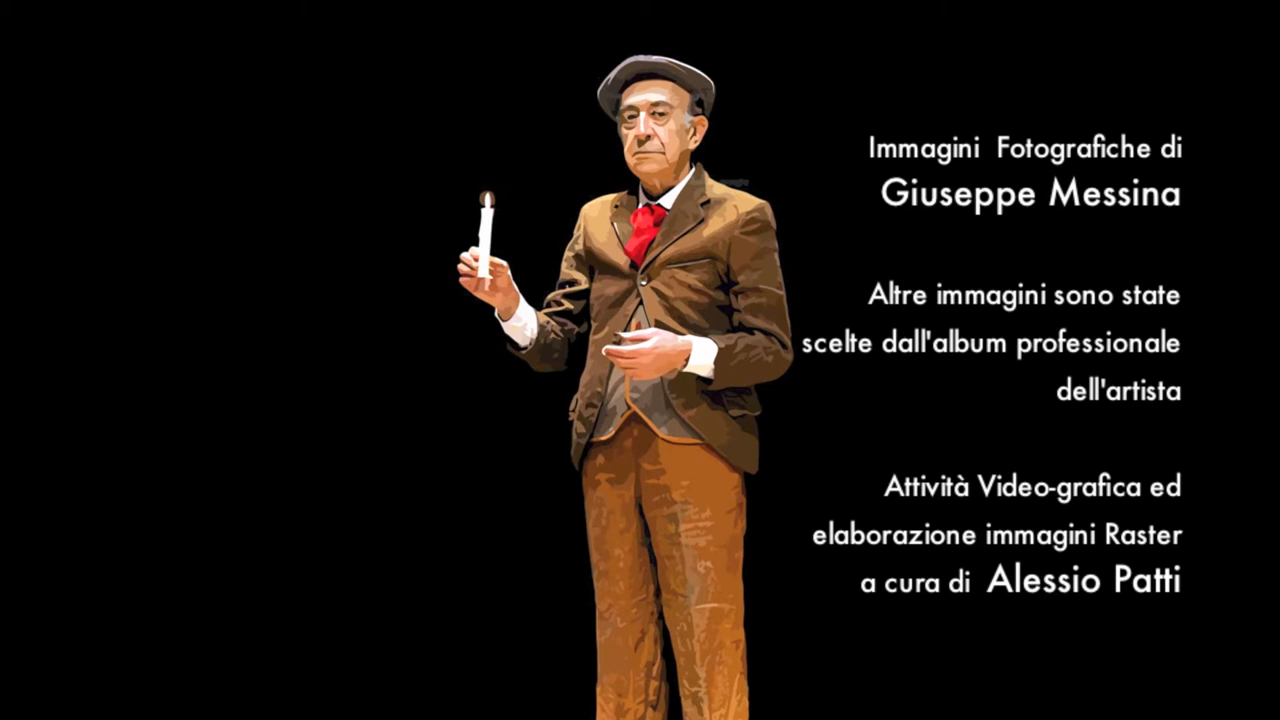 Immagini Fotografiche di
Giuseppe Messina
Altre immagini sono state
scelte dall'album professionale
dell'artista
Attività Video-grafica ed
elaborazione immagini Raster
a cura di Alessio Patti